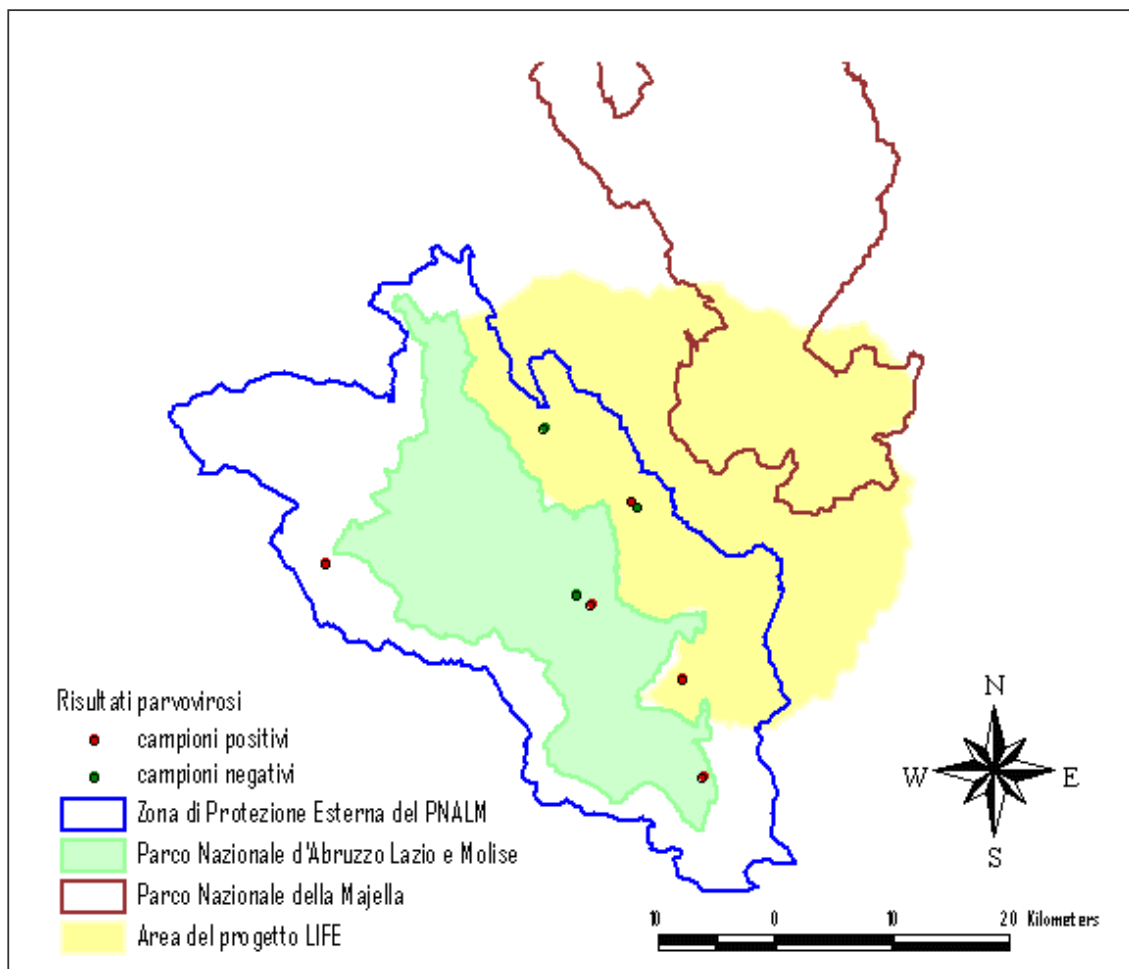 Risultati parvovirosi
campioni positivi
campioni negativi
Zona di Protezione Esterna del PNALM
Parco Nazionale d'Abruzzo Lazio e Molise
Parco Nazionale della Majella
Area del progetto LIFE
N
W E
S
10 0 10 20 Kilometers